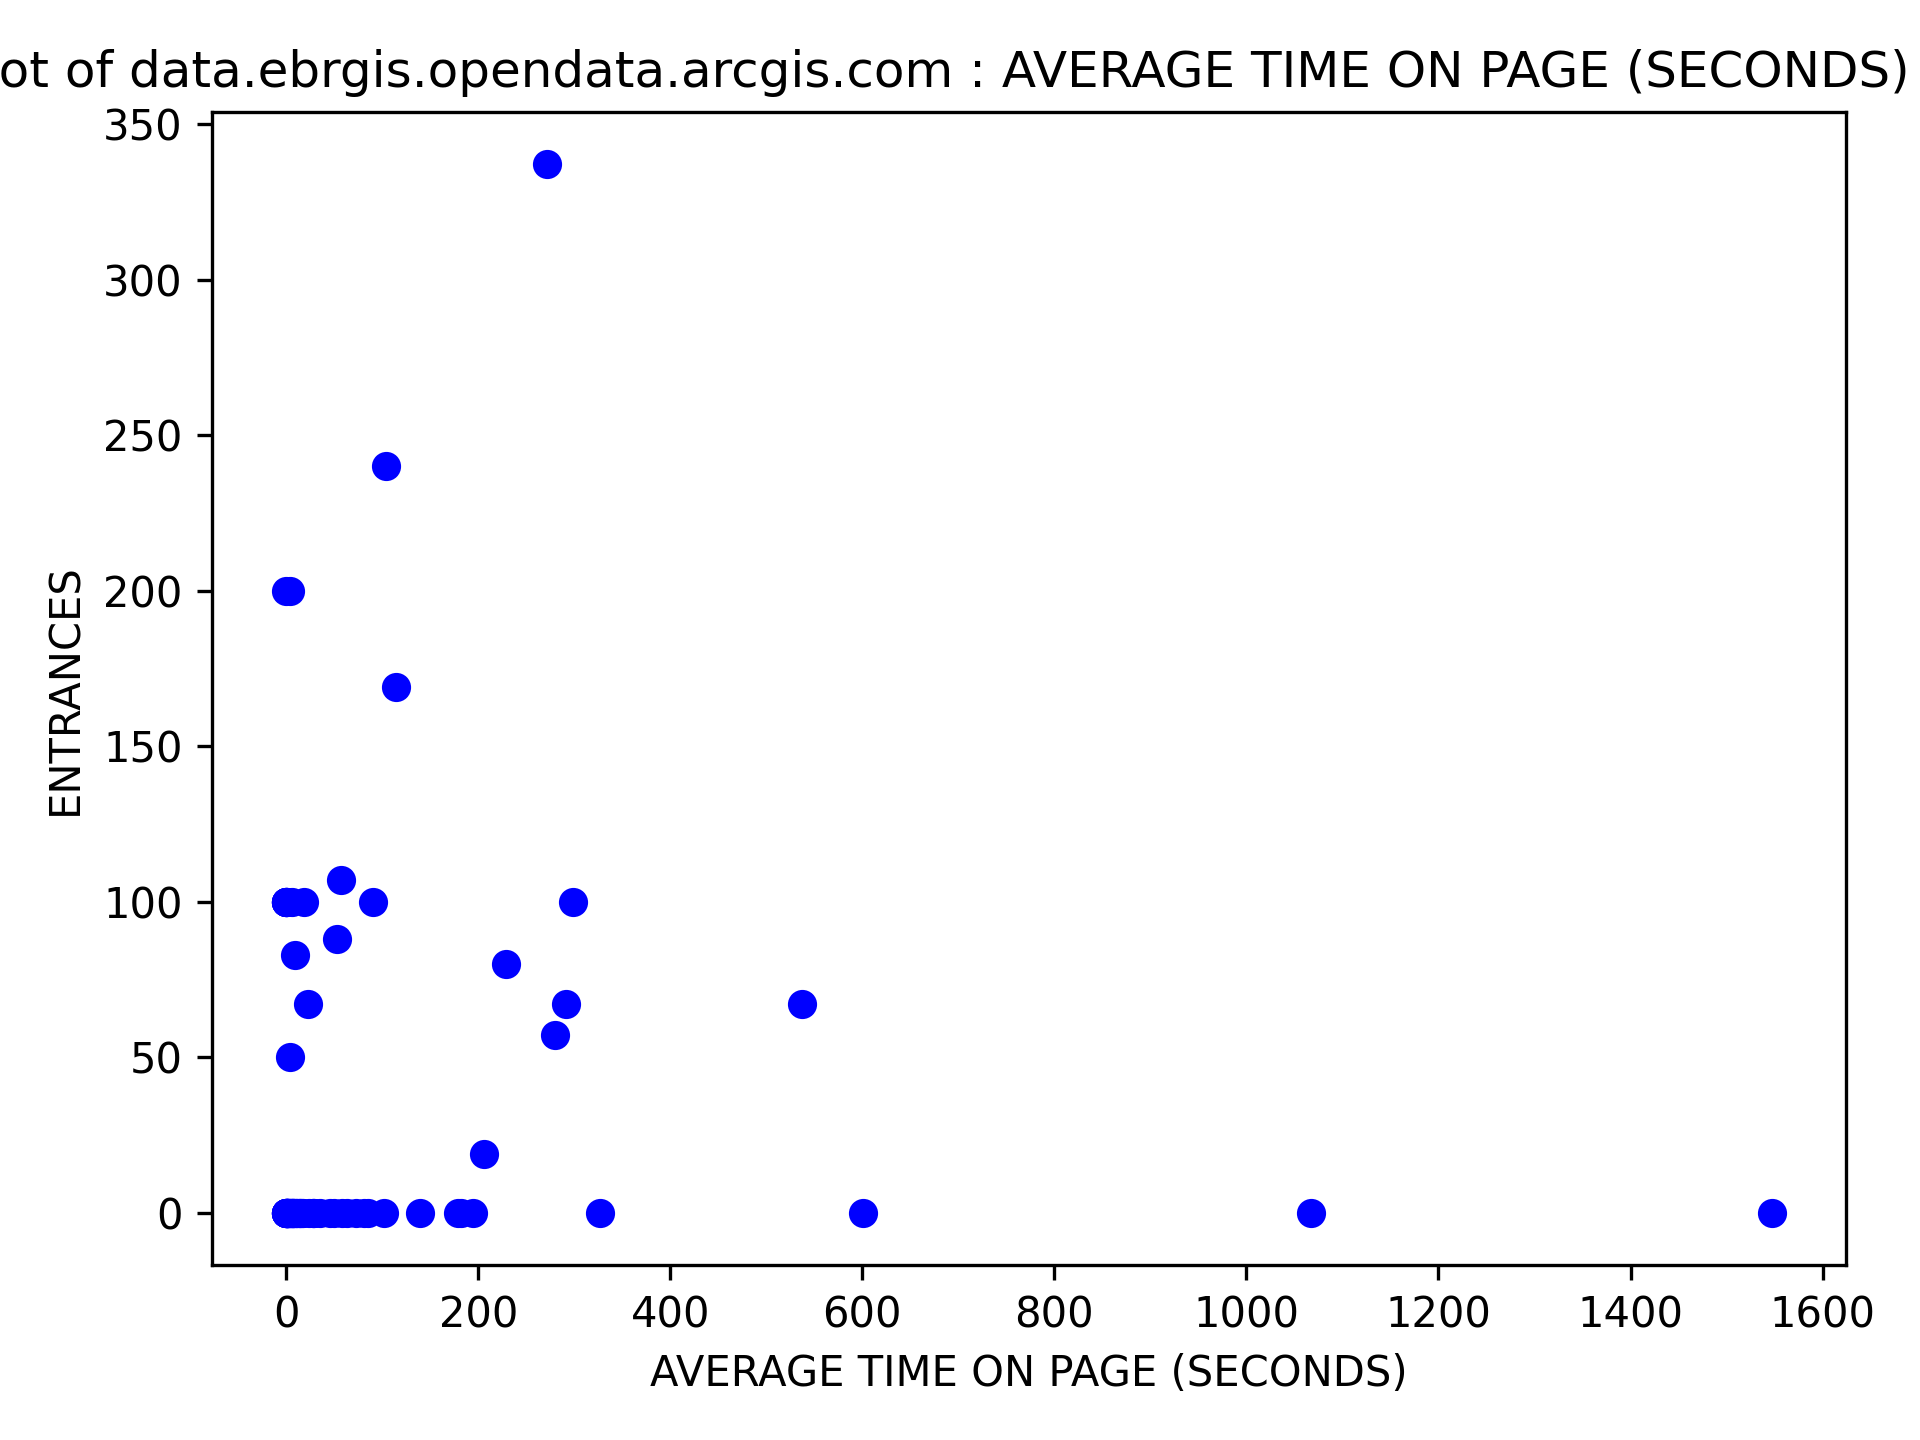 ot of data.ebrgis.opendata.arcgis.com : AVERAGE TIME ON PAGE (SECONDS)
350
300
250
200
150
100
50
0
ENTRANCES
0 200 400 600 800 1000 1200 1400 1600
AVERAGE TIME ON PAGE (SECONDS)